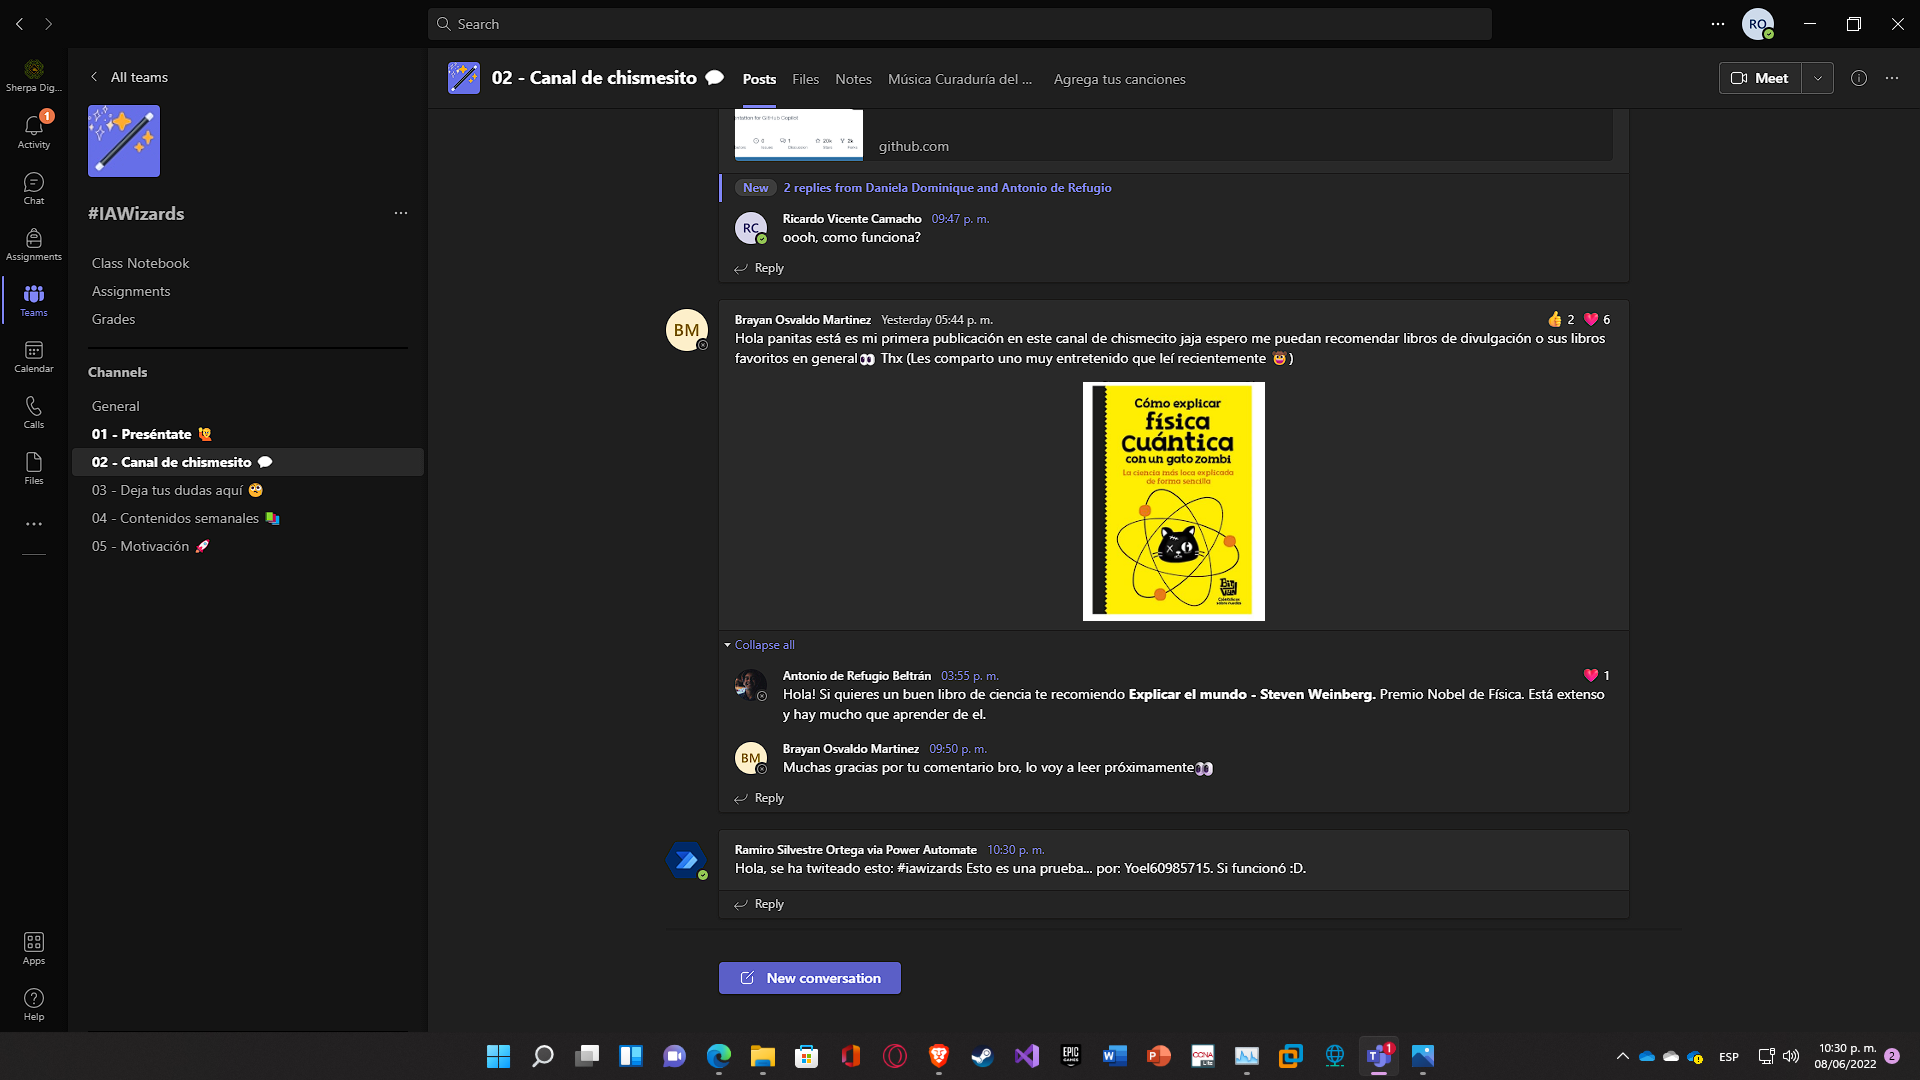 Search
RO
Sherpa Dig...
1
Activity
Chat
Assignments
Teams
Calendar
Calls
Files
Apps
Help
All teams
#IAWizards
Class Notebook
Assignments
Grades
Channels
General
01 - Preséntate 🙋
02 - Canal de chismesito 💬
03 - Deja tus dudas aquí 🧐
04 - Contenidos semanales 📚
05 - Motivación 🚀
02 - Canal de chismesito 💬 Posts Files Notes Música Curaduría del ... Agrega tus canciones
Meet
github.com
New 2 replies from Daniela Dominique and Antonio de Refugio
RC
Ricardo Vicente Camacho 09:47 p. m.
oooh, como funciona?
Reply
BM
Brayan Osvaldo Martinez Yesterday 05:44 p. m.
👍 2 ❤️ 6
Hola panitas está es mi primera publicación en este canal de chismecito jaja espero me puedan recomendar libros de divulgación o sus libros
favoritos en general👀 Thx (Les comparto uno muy entretenido que leí recientemente 🤠)
Cómo explicar
física
Cuántica
con un gato zombi
La ciencia más loca explicada
de forma sencilla
Collapse all
Antonio de Refugio Beltrán 03:55 p. m.
❤️ 1
Hola! Si quieres un buen libro de ciencia te recomiendo Explicar el mundo - Steven Weinberg. Premio Nobel de Física. Está extenso
y hay mucho que aprender de el.
BM
Brayan Osvaldo Martinez 09:50 p. m.
Muchas gracias por tu comentario bro, lo voy a leer próximamente👀
Reply
Ramiro Silvestre Ortega via Power Automate 10:30 p. m.
Hola, se ha twiteado esto: #iawizards Esto es una prueba... por: Yoel60985715. Si funcionó :D.
Reply
New conversation
EPIC
GAMES
CCNA
1
ESP
10:30 p. m.
08/06/2022
2